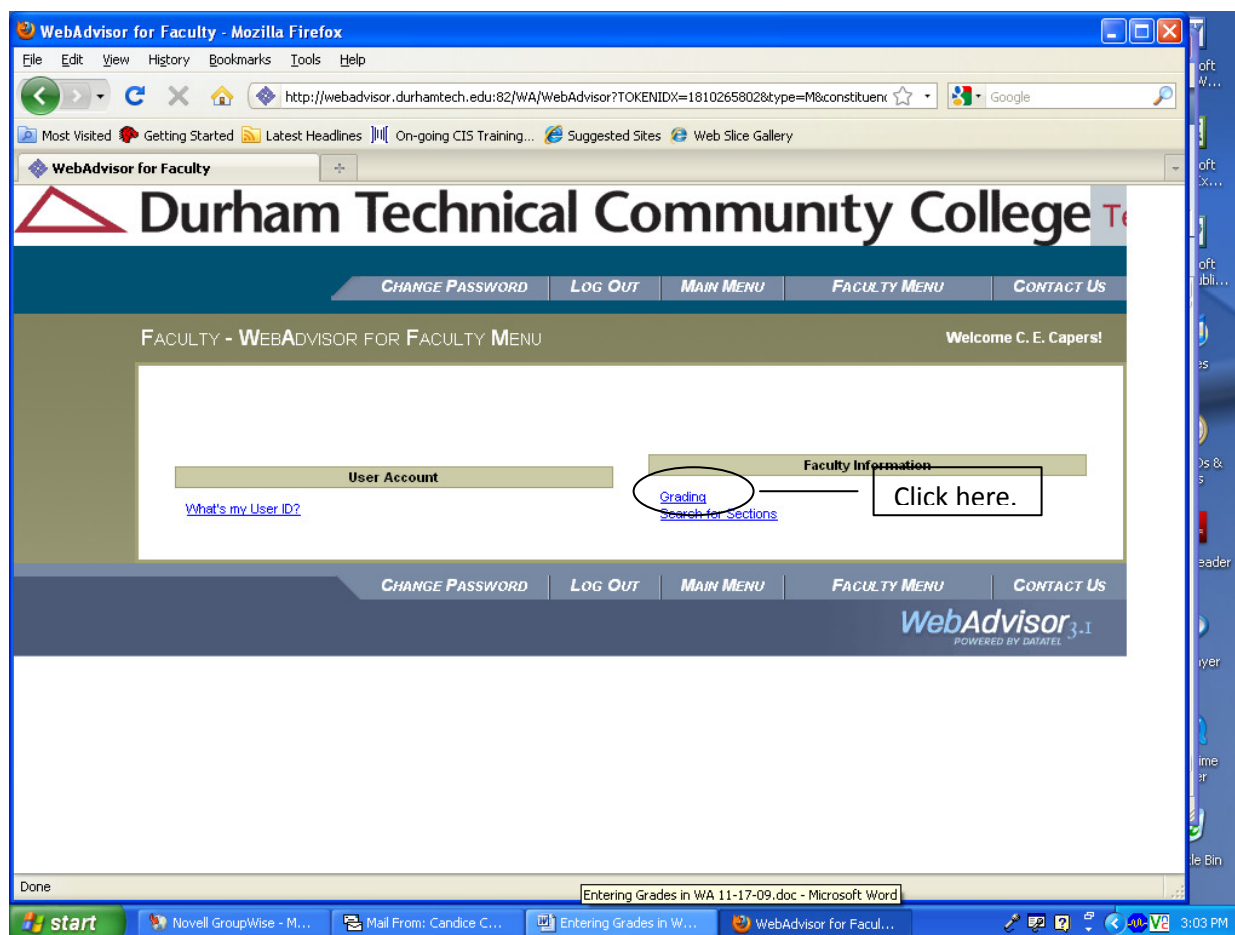 WebAdvisor for Faculty - Mozilla Firefox
File Edit View History Bookmarks Tools Help
http://webadvisor.durhamtech.edu:82/WA/WebAdvisor?TOKENIDX=1810265802&type=M&constituen
Google
Most Visited Getting Started Latest Headlines On-going CIS Training... Suggested Sites Web Slice Gallery
WebAdvisor for Faculty
Durham Technical Community College Te
CHANGE PASSWORD LOG OUT MAIN MENU FACULTY MENU CONTACT US
FACULTY - WEBADVISOR FOR FACULTY MENU Welcome C. E. Capers!
User Account
What's my User ID?
Faculty Information
Grading
Search for Sections
Click here.
CHANGE PASSWORD LOG OUT MAIN MENU FACULTY MENU CONTACT US
WebAdvisor 3.1
POWERED BY DATATEL
Done
Entering Grades in WA 11-17-09.doc - Microsoft Word
start Novell GroupWise - M... Mail From: Candice C... Entering Grades in W... WebAdvisor for Facul... 3:03 PM